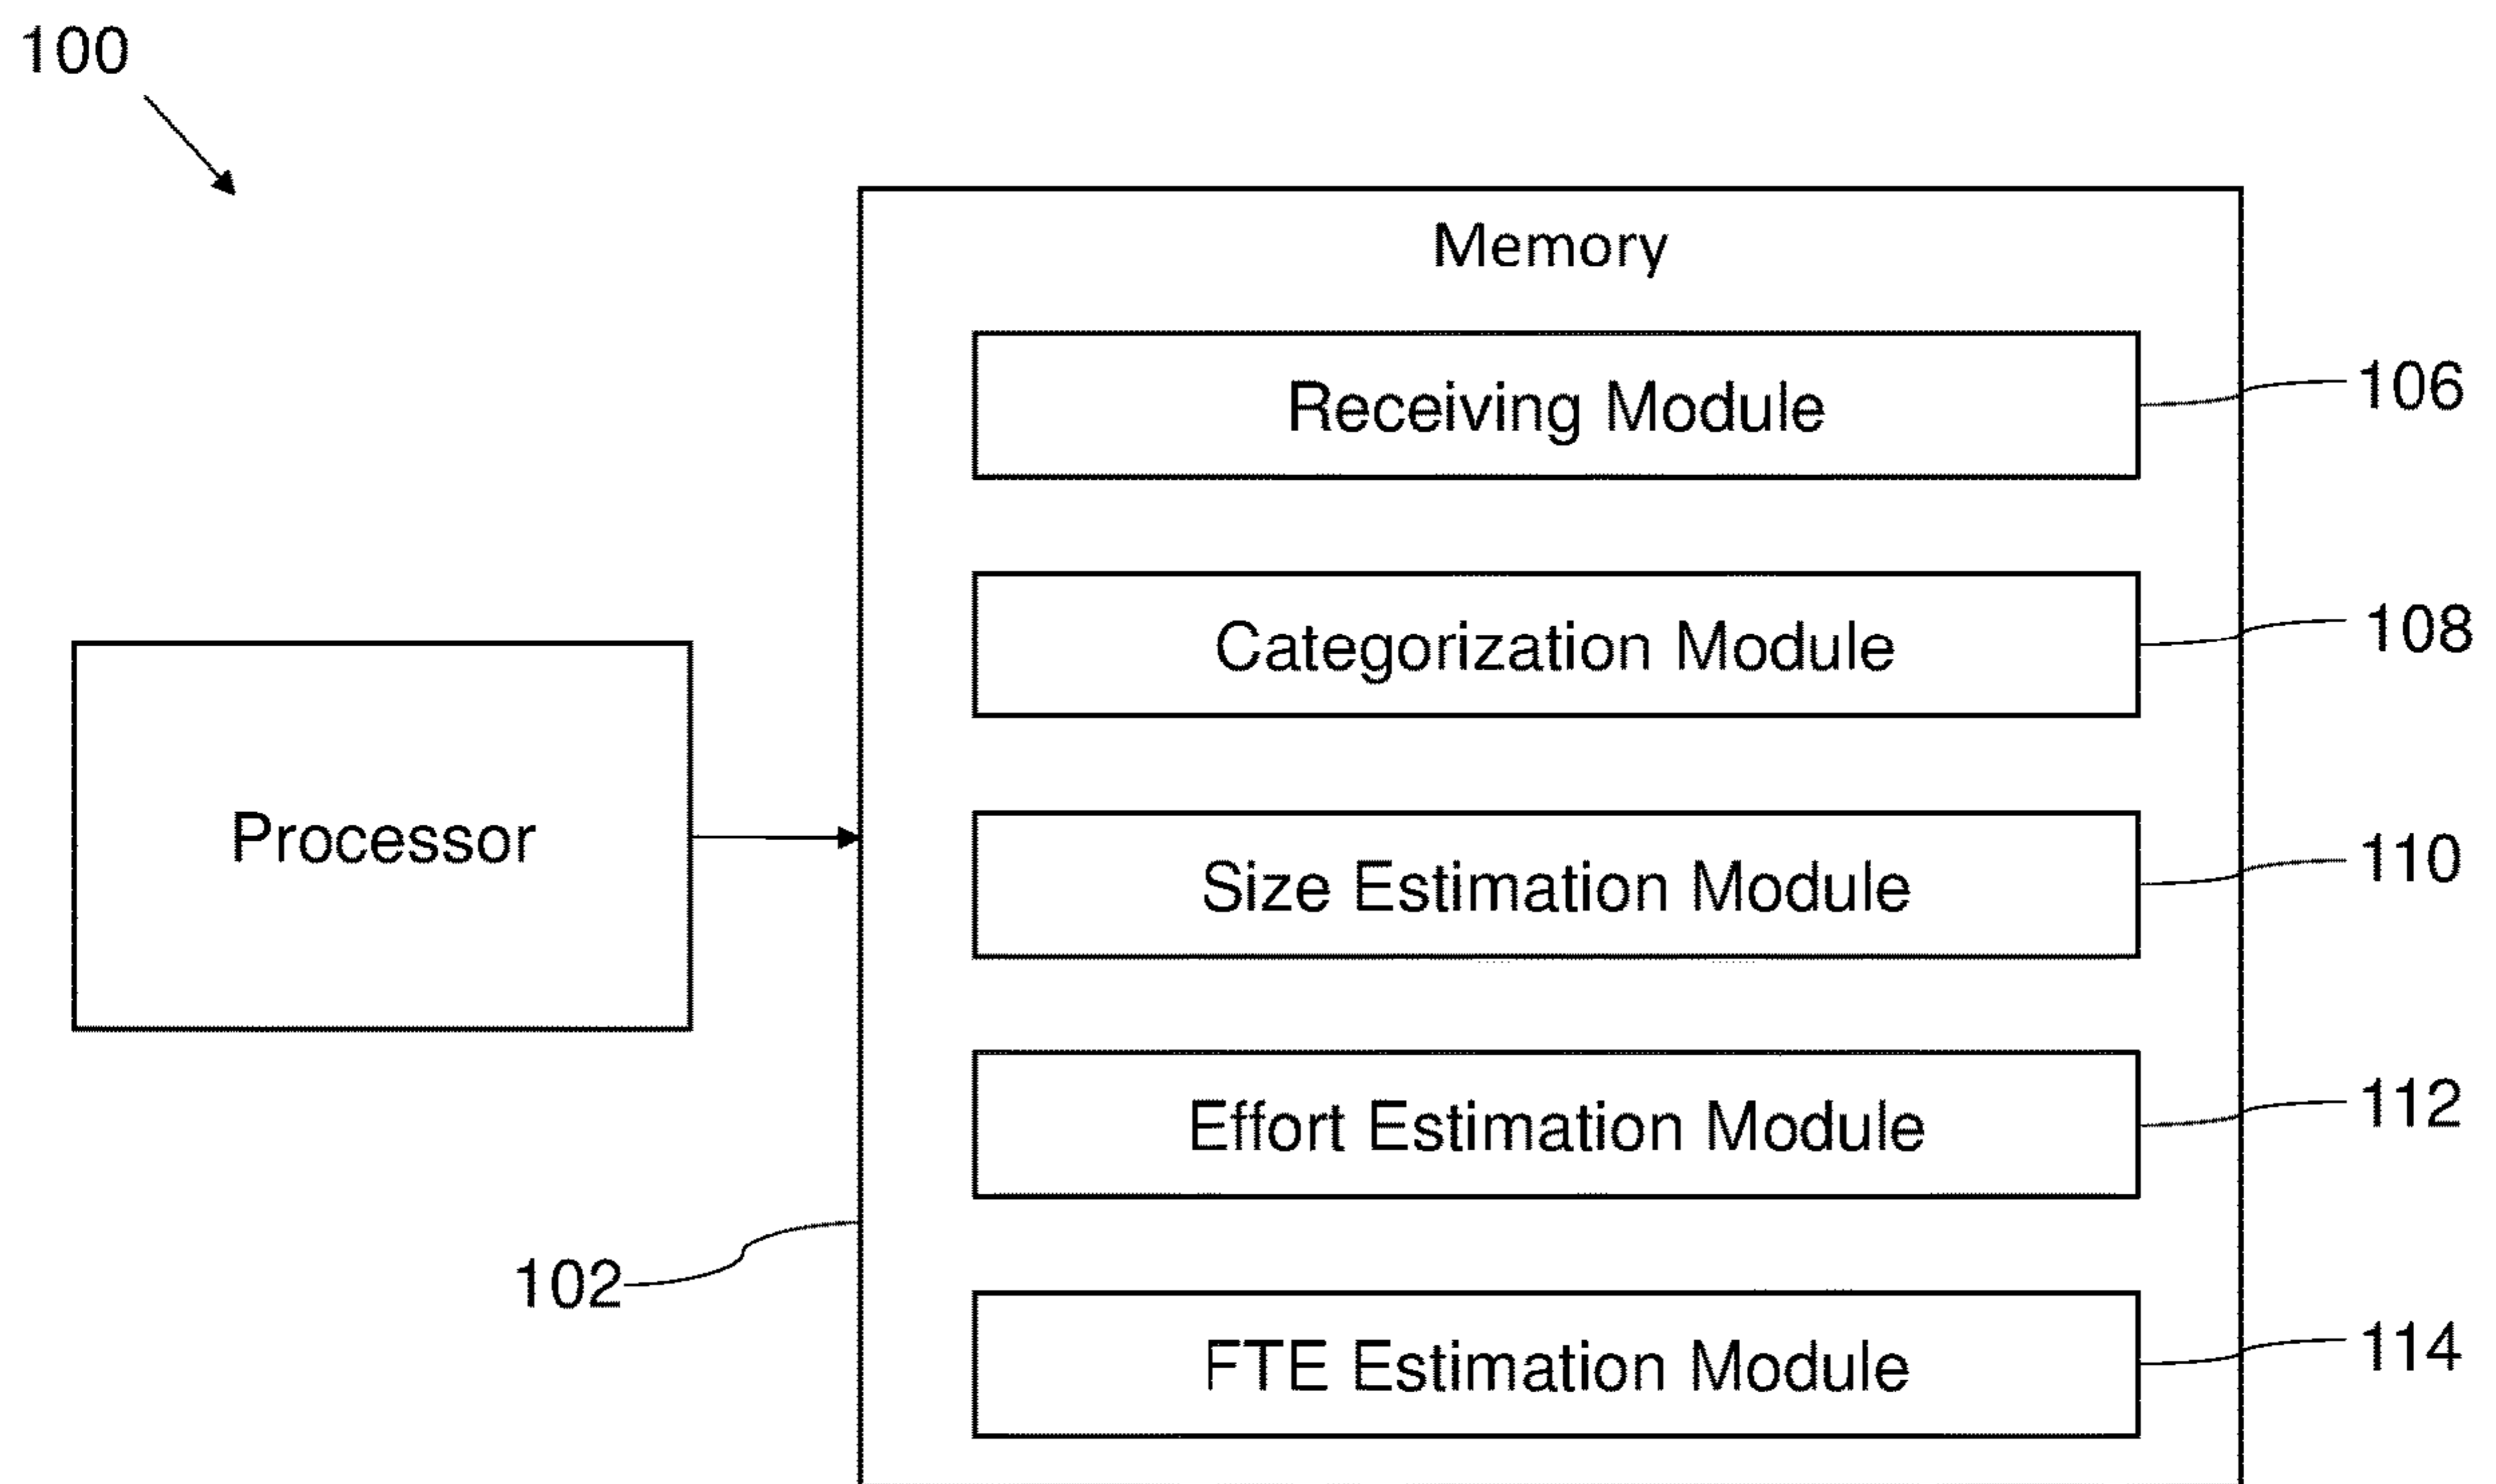 100
Memory
Receiving Module
106
Categorization Module
108
Processor
Size Estimation Module
110
Effort Estimation Module
112
102
FTE Estimation Module
114